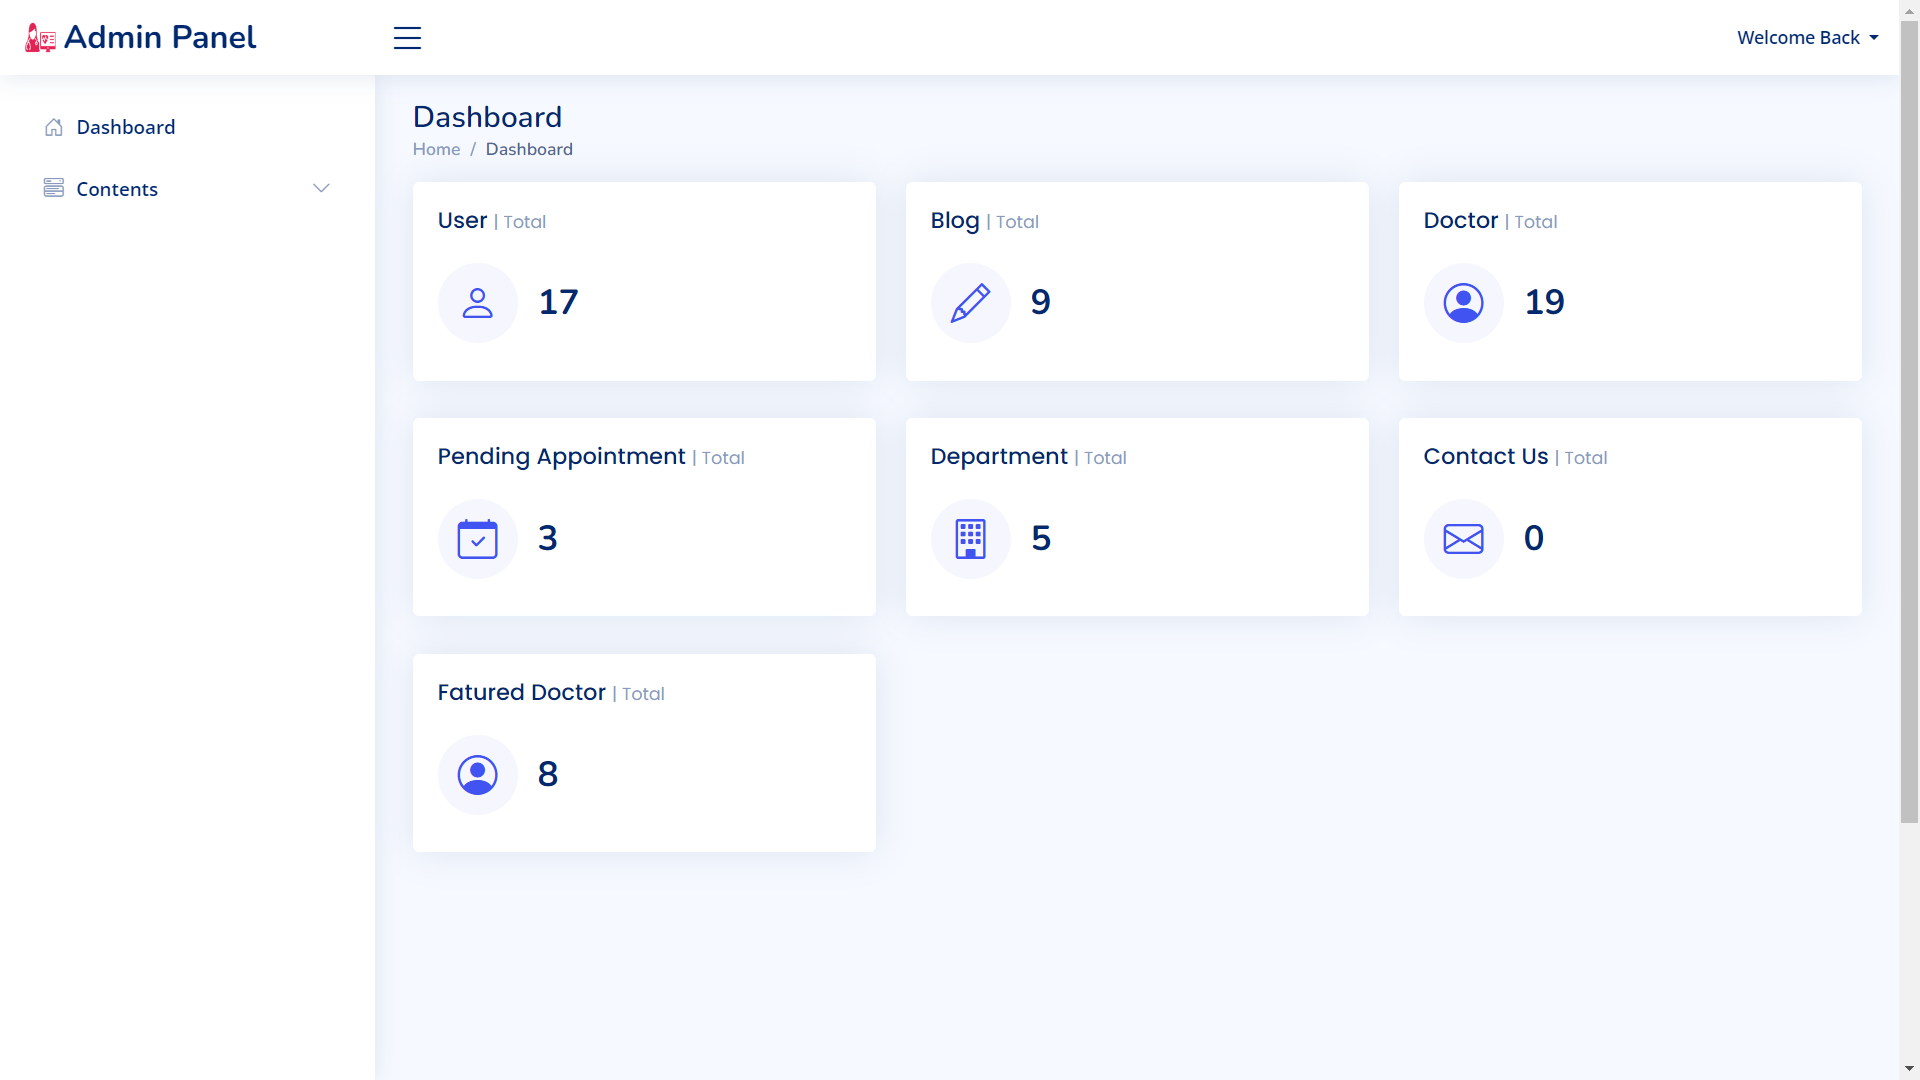 Admin Panel
Welcome Back
Dashboard
Contents
Dashboard
Home / Dashboard
User | Total
17
Blog | Total
9
Doctor | Total
19
Pending Appointment | Total
3
Department | Total
5
Contact Us | Total
0
Fatured Doctor | Total
8